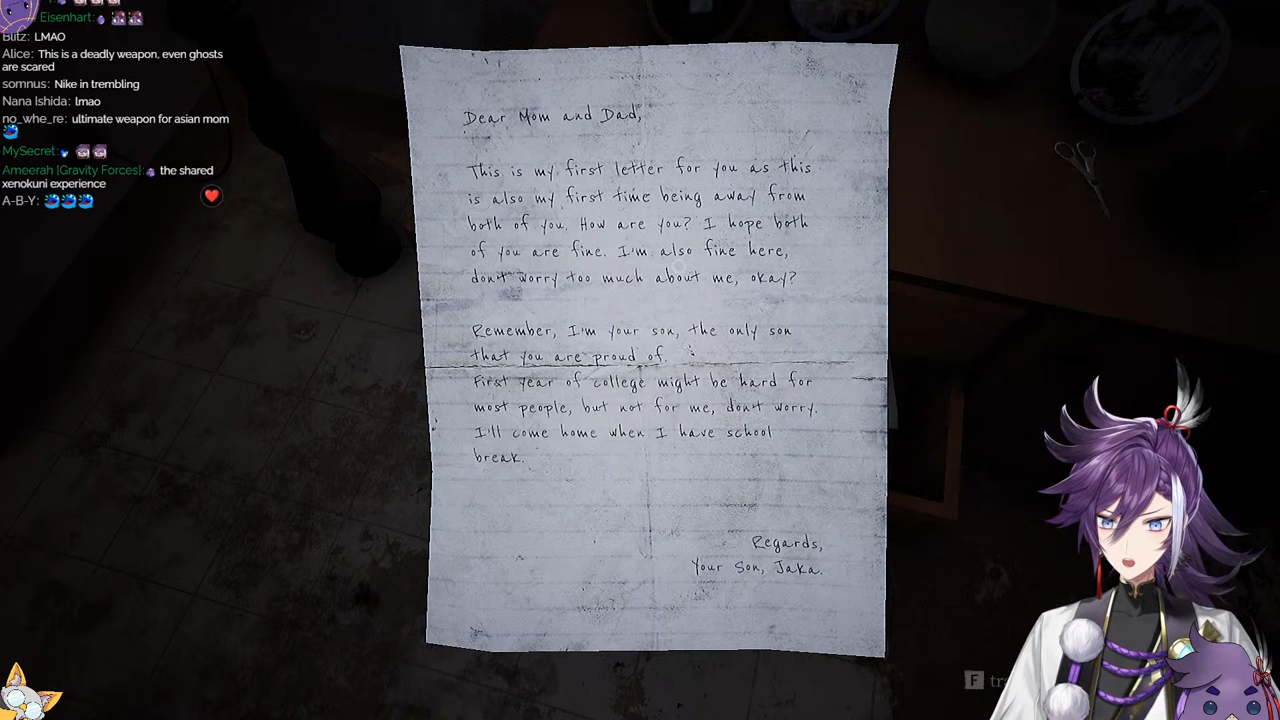 Eisenhart:
Blitz: LMAO
Alice: This is a deadly weapon, even ghosts
are scared
somnus: Nike in trembling
Nana Ishida: lmao
no_whe_re: ultimate weapon for asian mom
MySecret:
Ameerah [Gravity Forces]: the shared
xenokuni experience
A-B-Y:
Dear Mom and Dad,
This is my first letter for you as this
is also my first time being away from
both of you. How are you? I hope both
of you are fine. I'm also fine here,
don't worry too much about me, okay?
Remember, I'm your son, the only son
that you are proud of.
First year of college might be hard for
most people, but not for me, don't worry.
I'll come home when I have school
break.
Regards,
Your Son, Jaka.
F